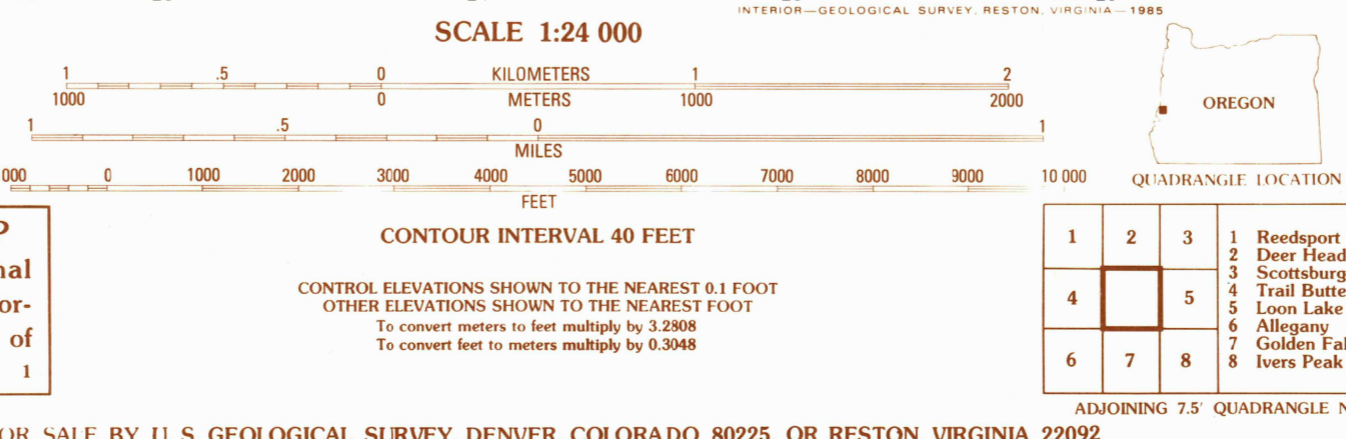 INTERIOR—GEOLOGICAL SURVEY, RESTON, VIRGINIA—1985
SCALE 1:24 000
1 .5 0 KILOMETERS 1 2
1000 0 METERS 1000 2000
1 .5 0 1
MILES
000 0 1000 2000 3000 4000 5000 6000 7000 8000 9000 10 000
FEET
OREGON
QUADRANGLE LOCATION
CONTOUR INTERVAL 40 FEET
CONTROL ELEVATIONS SHOWN TO THE NEAREST 0.1 FOOT
OTHER ELEVATIONS SHOWN TO THE NEAREST FOOT
To convert meters to feet multiply by 3.2808
To convert feet to meters multiply by 0.3048
nal
or-
of
1
1 2 3
4 5
6 7 8
1 Reedsport
2 Deer Head
3 Scottsburg
4 Trail Butte
5 Loon Lake
6 Allegany
7 Golden Fal
8 Ivers Peak
ADJOINING 7.5' QUADRANGLE N
OR SALE BY U. S. GEOLOGICAL SURVEY, DENVER, COLORADO 80225, OR RESTON, VIRGINIA 22092